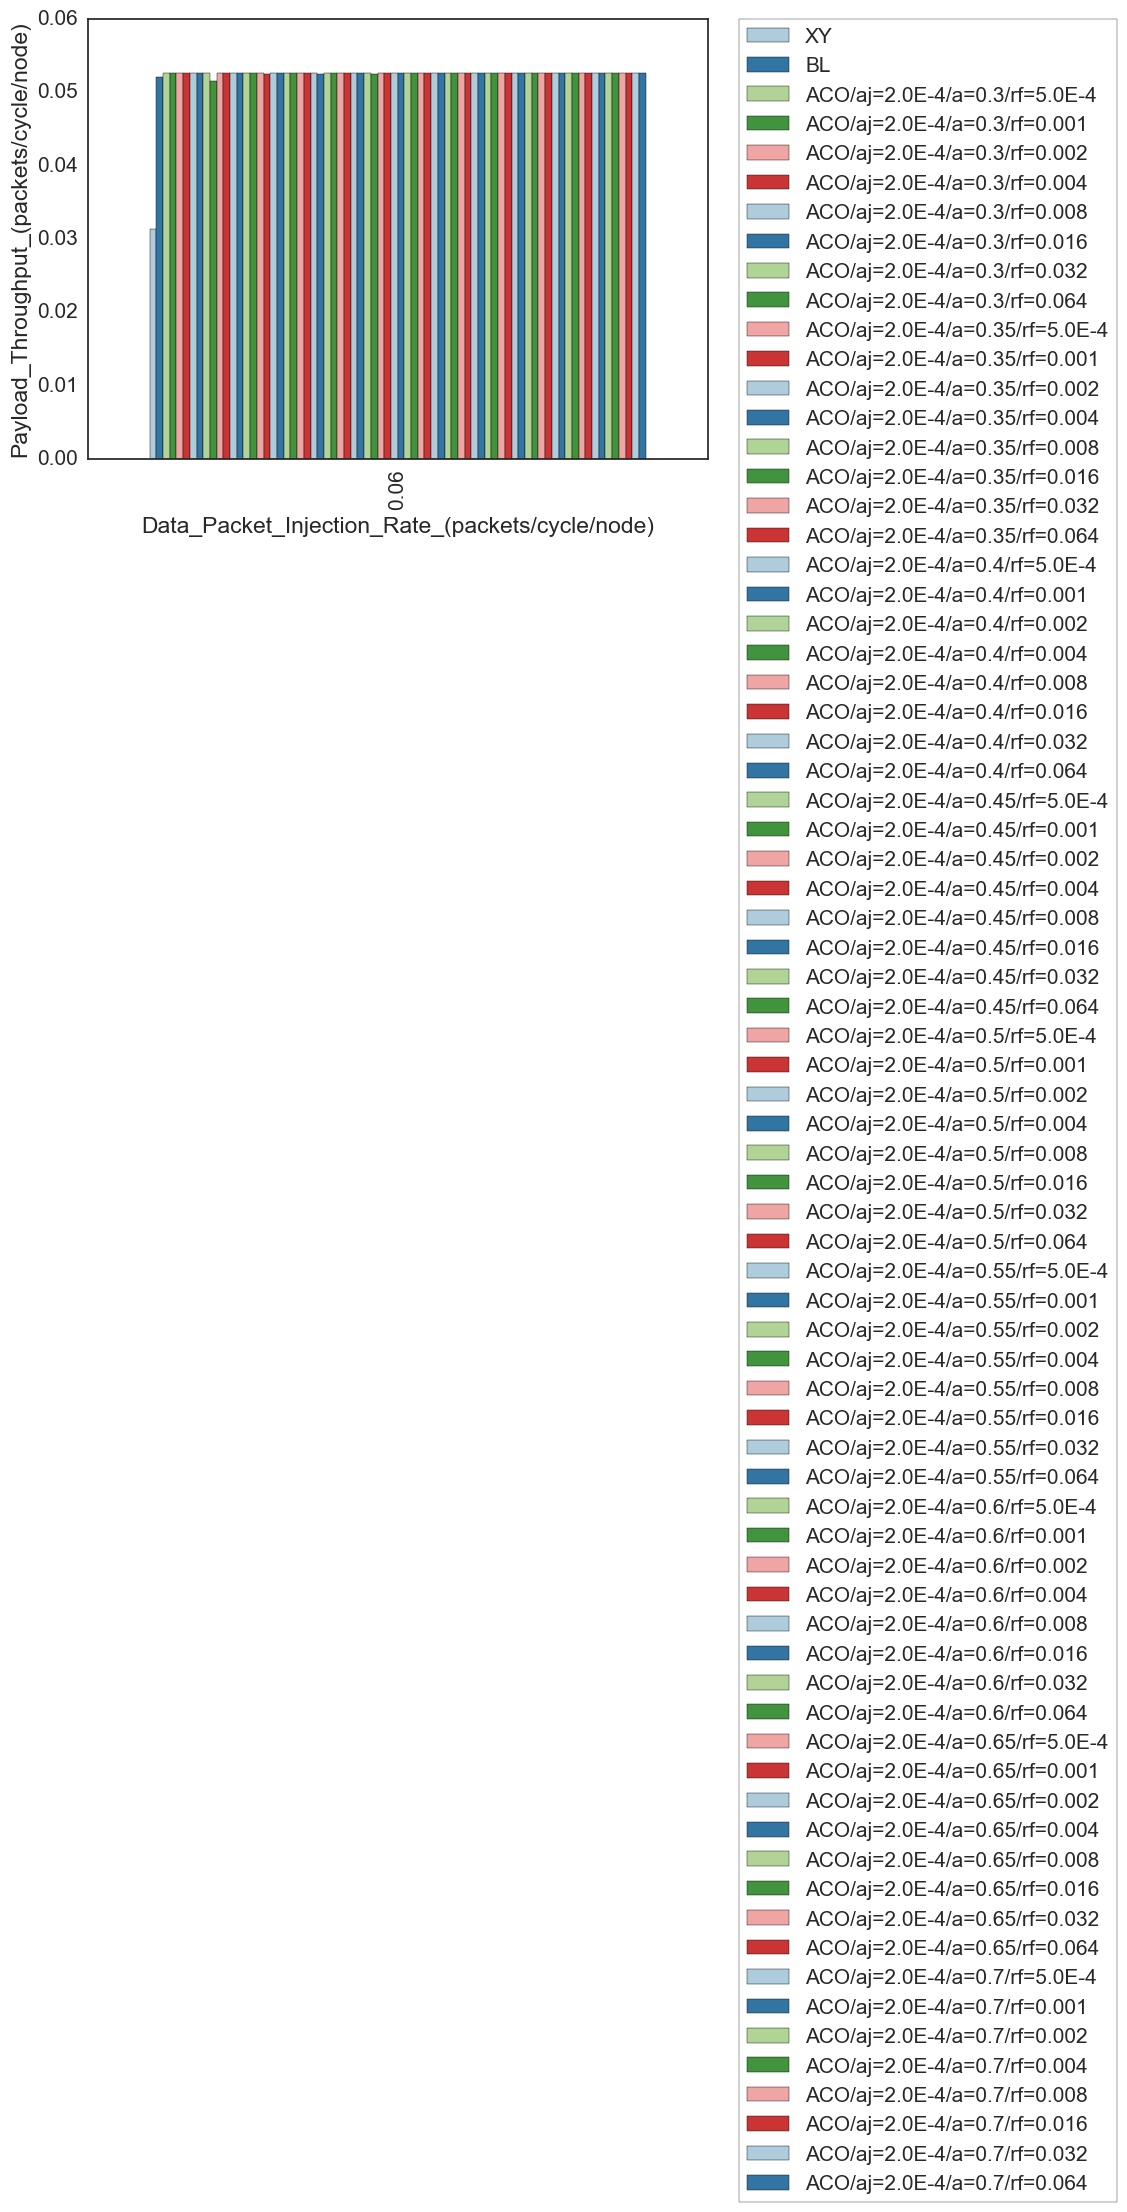 Payload_Throughput_(packets/cycle/node)
0.06
0.05
0.04
0.03
0.02
0.01
0.00
0.06
Data_Packet_Injection_Rate_(packets/cycle/node)
XY
BL
ACO/aj=2.0E-4/a=0.3/rf=5.0E-4
ACO/aj=2.0E-4/a=0.3/rf=0.001
ACO/aj=2.0E-4/a=0.3/rf=0.002
ACO/aj=2.0E-4/a=0.3/rf=0.004
ACO/aj=2.0E-4/a=0.3/rf=0.008
ACO/aj=2.0E-4/a=0.3/rf=0.016
ACO/aj=2.0E-4/a=0.3/rf=0.032
ACO/aj=2.0E-4/a=0.3/rf=0.064
ACO/aj=2.0E-4/a=0.35/rf=5.0E-4
ACO/aj=2.0E-4/a=0.35/rf=0.001
ACO/aj=2.0E-4/a=0.35/rf=0.002
ACO/aj=2.0E-4/a=0.35/rf=0.004
ACO/aj=2.0E-4/a=0.35/rf=0.008
ACO/aj=2.0E-4/a=0.35/rf=0.016
ACO/aj=2.0E-4/a=0.35/rf=0.032
ACO/aj=2.0E-4/a=0.35/rf=0.064
ACO/aj=2.0E-4/a=0.4/rf=5.0E-4
ACO/aj=2.0E-4/a=0.4/rf=0.001
ACO/aj=2.0E-4/a=0.4/rf=0.002
ACO/aj=2.0E-4/a=0.4/rf=0.004
ACO/aj=2.0E-4/a=0.4/rf=0.008
ACO/aj=2.0E-4/a=0.4/rf=0.016
ACO/aj=2.0E-4/a=0.4/rf=0.032
ACO/aj=2.0E-4/a=0.4/rf=0.064
ACO/aj=2.0E-4/a=0.45/rf=5.0E-4
ACO/aj=2.0E-4/a=0.45/rf=0.001
ACO/aj=2.0E-4/a=0.45/rf=0.002
ACO/aj=2.0E-4/a=0.45/rf=0.004
ACO/aj=2.0E-4/a=0.45/rf=0.008
ACO/aj=2.0E-4/a=0.45/rf=0.016
ACO/aj=2.0E-4/a=0.45/rf=0.032
ACO/aj=2.0E-4/a=0.45/rf=0.064
ACO/aj=2.0E-4/a=0.5/rf=5.0E-4
ACO/aj=2.0E-4/a=0.5/rf=0.001
ACO/aj=2.0E-4/a=0.5/rf=0.002
ACO/aj=2.0E-4/a=0.5/rf=0.004
ACO/aj=2.0E-4/a=0.5/rf=0.008
ACO/aj=2.0E-4/a=0.5/rf=0.016
ACO/aj=2.0E-4/a=0.5/rf=0.032
ACO/aj=2.0E-4/a=0.5/rf=0.064
ACO/aj=2.0E-4/a=0.55/rf=5.0E-4
ACO/aj=2.0E-4/a=0.55/rf=0.001
ACO/aj=2.0E-4/a=0.55/rf=0.002
ACO/aj=2.0E-4/a=0.55/rf=0.004
ACO/aj=2.0E-4/a=0.55/rf=0.008
ACO/aj=2.0E-4/a=0.55/rf=0.016
ACO/aj=2.0E-4/a=0.55/rf=0.032
ACO/aj=2.0E-4/a=0.55/rf=0.064
ACO/aj=2.0E-4/a=0.6/rf=5.0E-4
ACO/aj=2.0E-4/a=0.6/rf=0.001
ACO/aj=2.0E-4/a=0.6/rf=0.002
ACO/aj=2.0E-4/a=0.6/rf=0.004
ACO/aj=2.0E-4/a=0.6/rf=0.008
ACO/aj=2.0E-4/a=0.6/rf=0.016
ACO/aj=2.0E-4/a=0.6/rf=0.032
ACO/aj=2.0E-4/a=0.6/rf=0.064
ACO/aj=2.0E-4/a=0.65/rf=5.0E-4
ACO/aj=2.0E-4/a=0.65/rf=0.001
ACO/aj=2.0E-4/a=0.65/rf=0.002
ACO/aj=2.0E-4/a=0.65/rf=0.004
ACO/aj=2.0E-4/a=0.65/rf=0.008
ACO/aj=2.0E-4/a=0.65/rf=0.016
ACO/aj=2.0E-4/a=0.65/rf=0.032
ACO/aj=2.0E-4/a=0.65/rf=0.064
ACO/aj=2.0E-4/a=0.7/rf=5.0E-4
ACO/aj=2.0E-4/a=0.7/rf=0.001
ACO/aj=2.0E-4/a=0.7/rf=0.002
ACO/aj=2.0E-4/a=0.7/rf=0.004
ACO/aj=2.0E-4/a=0.7/rf=0.008
ACO/aj=2.0E-4/a=0.7/rf=0.016
ACO/aj=2.0E-4/a=0.7/rf=0.032
ACO/aj=2.0E-4/a=0.7/rf=0.064